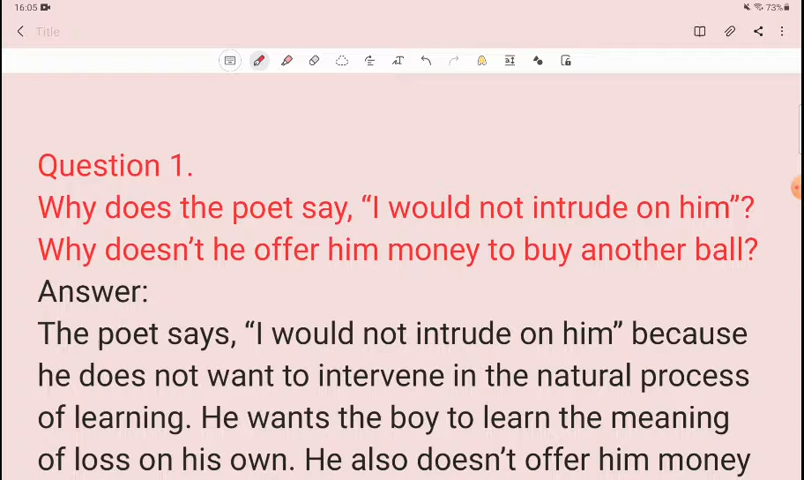 16:05
73%
Title
Question 1.
Why does the poet say, “I would not intrude on him”?
Why doesn’t he offer him money to buy another ball?
Answer:
The poet says, “I would not intrude on him” because
he does not want to intervene in the natural process
of learning. He wants the boy to learn the meaning
of loss on his own. He also doesn’t offer him money